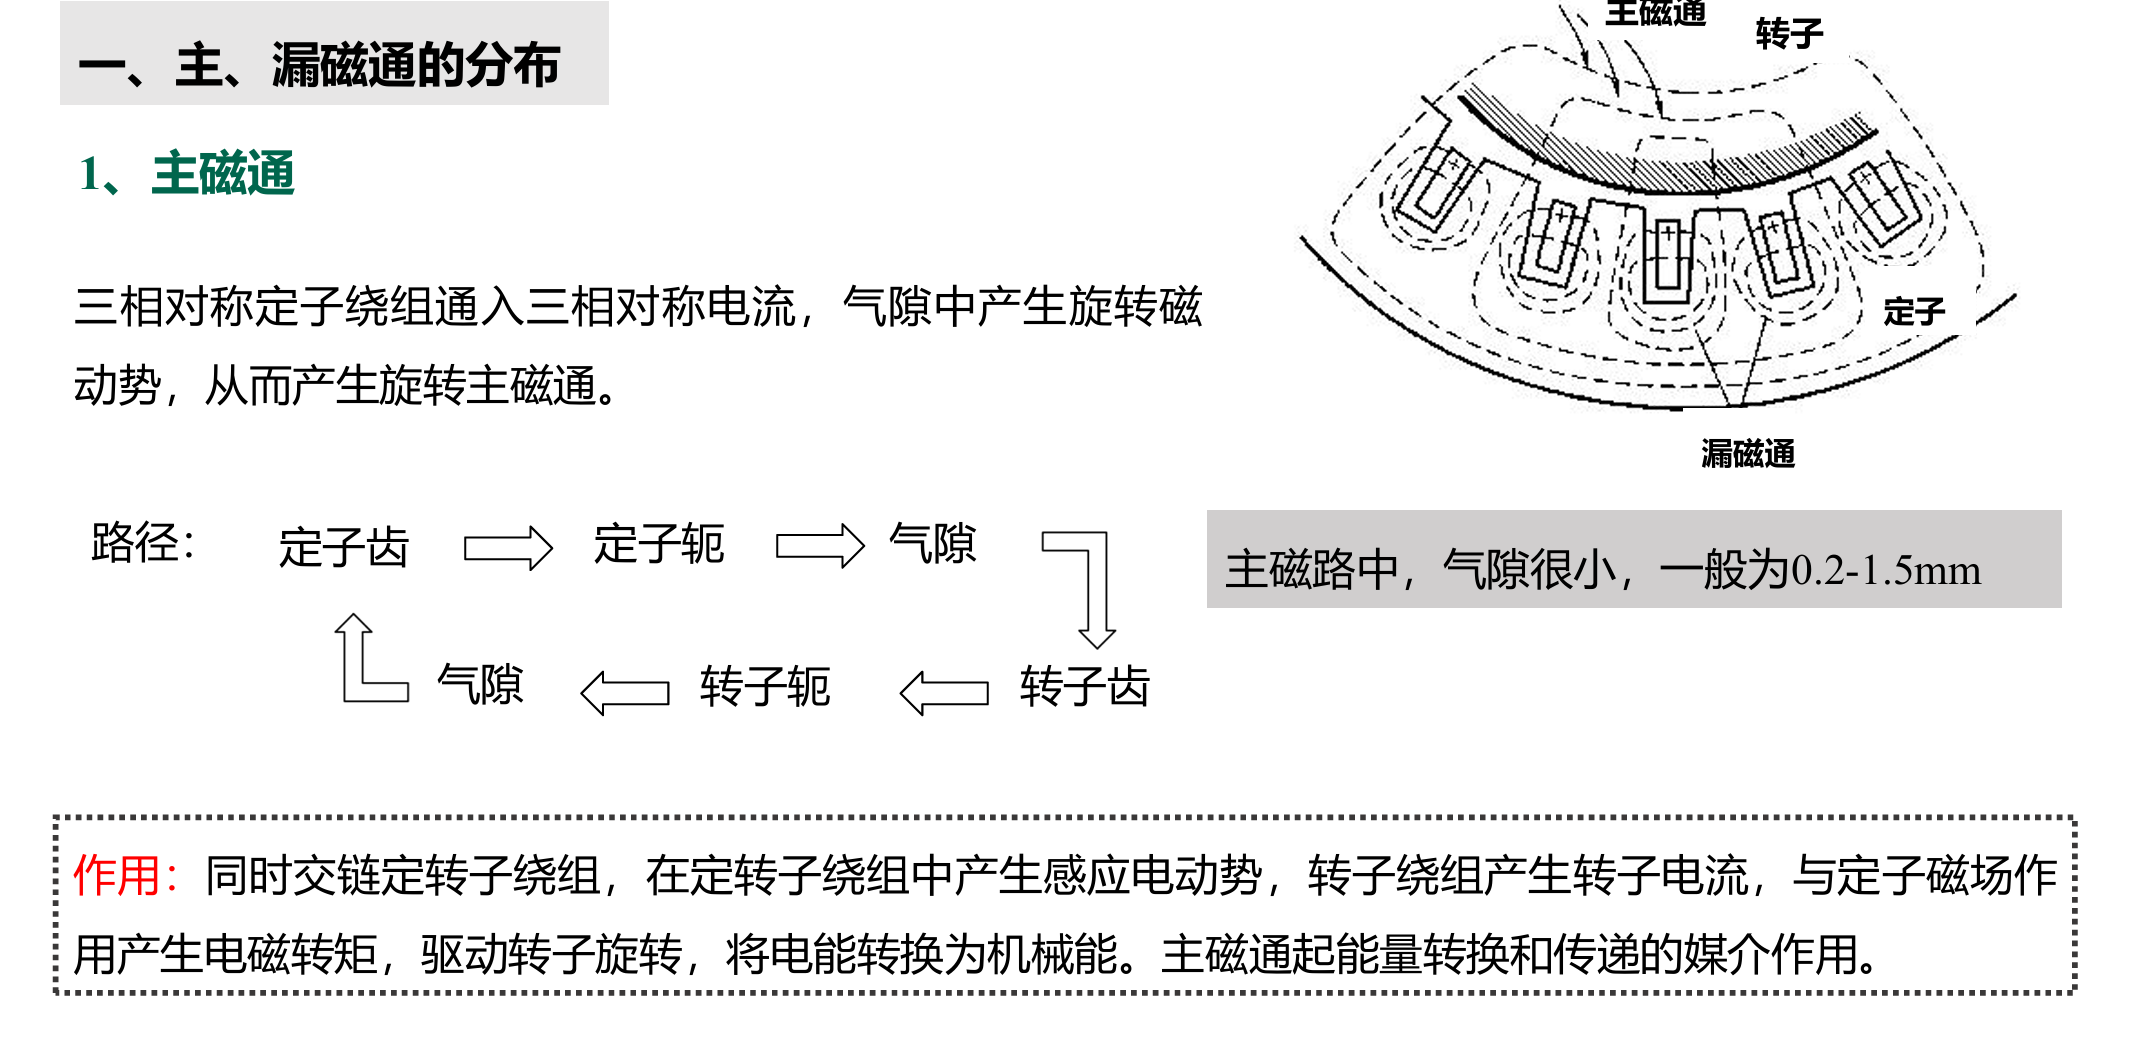 一、主、漏磁通的分布
1、主磁通
三相对称定子绕组通入三相对称电流，气隙中产生旋转磁
动势，从而产生旋转主磁通。
主磁通
转子
定子
漏磁通
路径：
定子齿
定子轭
气隙
转子齿
转子轭
气隙
主磁路中，气隙很小，一般为0.2-1.5mm
作用：同时交链定转子绕组，在定转子绕组中产生感应电动势，转子绕组产生转子电流，与定子磁场作
用产生电磁转矩，驱动转子旋转，将电能转换为机械能。主磁通起能量转换和传递的媒介作用。